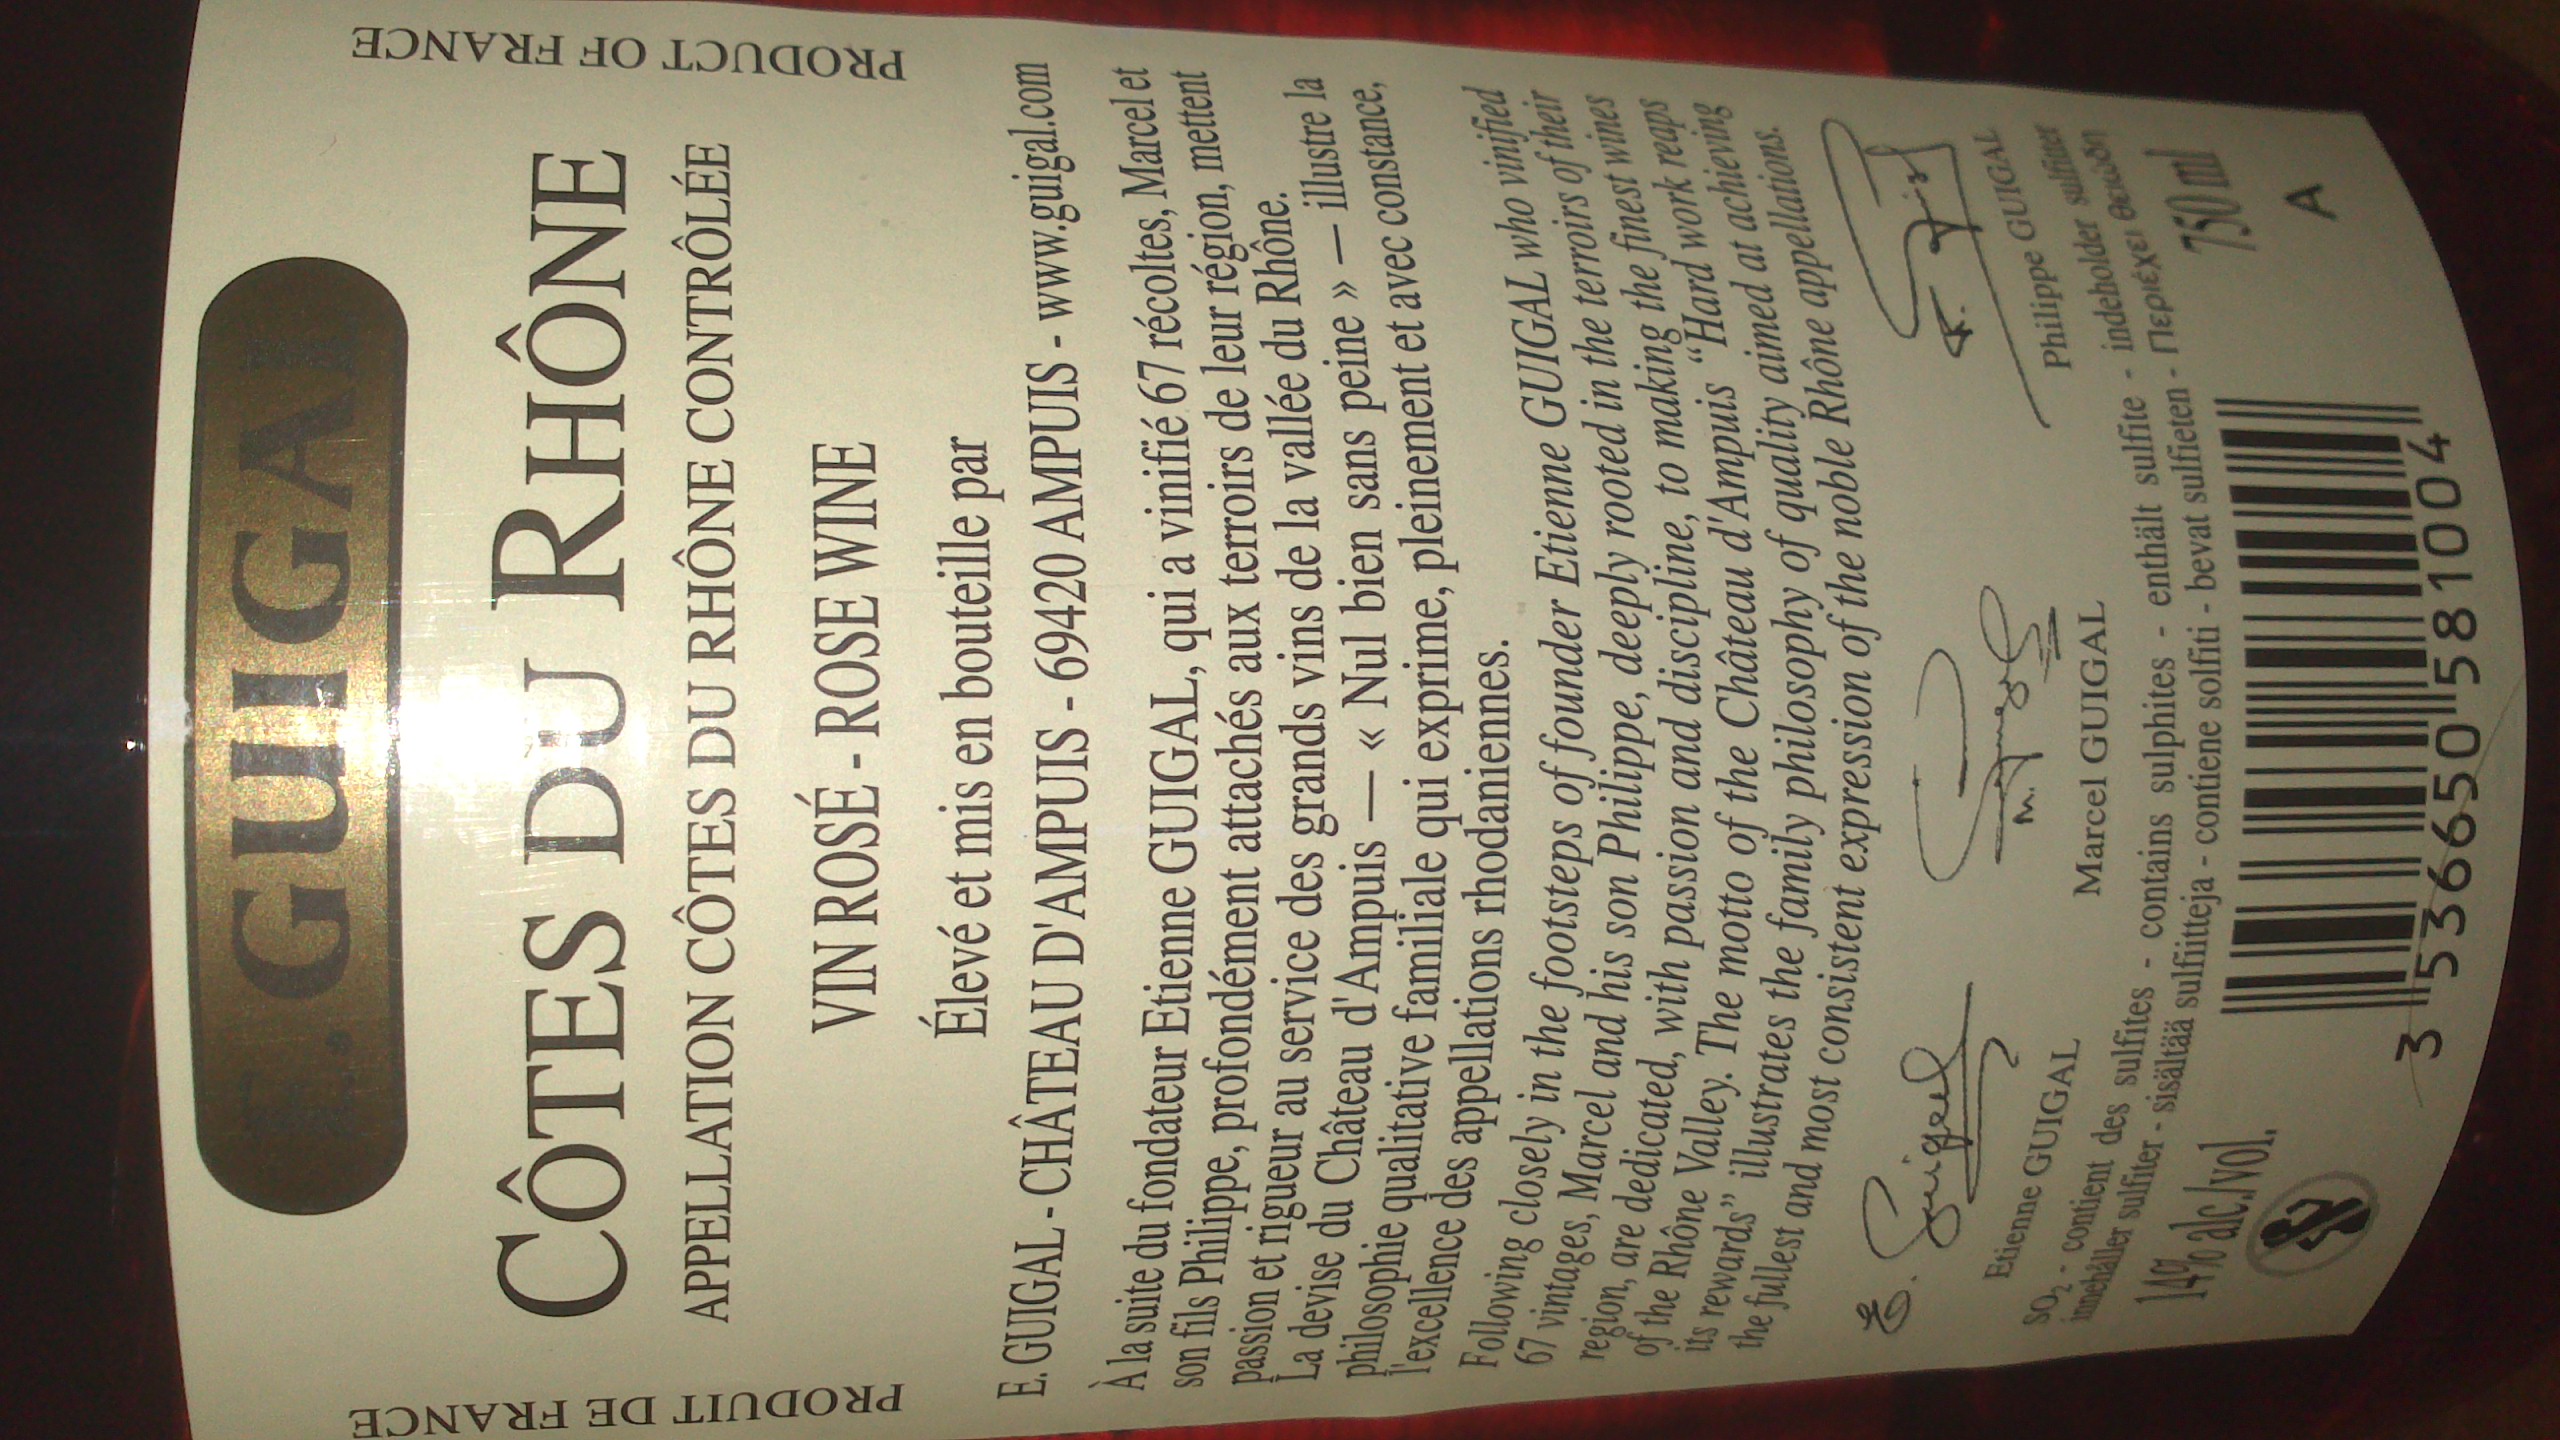 E. GUIGAL
CÔTES DU RHÔNE
APPELLATION CÔTES DU RHÔNE CONTRÔLÉE
PRODUIT DE FRANCE
PRODUCT OF FRANCE
VIN ROSÉ - ROSE WINE
Élevé et mis en bouteille par
E. GUIGAL - CHÂTEAU D'AMPUIS - 69420 AMPUIS - www.guigal.com
À la suite du fondateur Etienne GUIGAL, qui a vinifié 67 récoltes, Marcel et
son fils Philippe, profondément attachés aux terroirs de leur région, mettent
passion et rigueur au service des grands vins de la vallée du Rhône.
La devise du Château d'Ampuis — « Nul bien sans peine » — illustre la
philosophie qualitative familiale qui exprime, pleinement et avec constance,
l'excellence des appellations rhodaniennes.
Following closely in the footsteps of founder Etienne GUIGAL who vinified
67 vintages, Marcel and his son Philippe, deeply rooted in the terroirs of their
region, are dedicated, with passion and discipline, to making the finest wines
of the Rhône Valley. The motto of the Château d'Ampuis “Hard work reaps
its rewards” illustrates the family philosophy of quality aimed at achieving
the fullest and most consistent expression of the noble Rhône appellations.
E. Guigal
M. Guigal
Etienne GUIGAL
Marcel GUIGAL
Philippe GUIGAL
SO2 - contient des sulfites - contains sulphites - enthält sulfite - indeholder sulfitter
innehåller sulfiter - sisältää sulfiitteja - contiene solfiti - bevat sulfieten - Περιέχει θειώδη
14% alc./vol.
750 ml
3 536650 581004
A